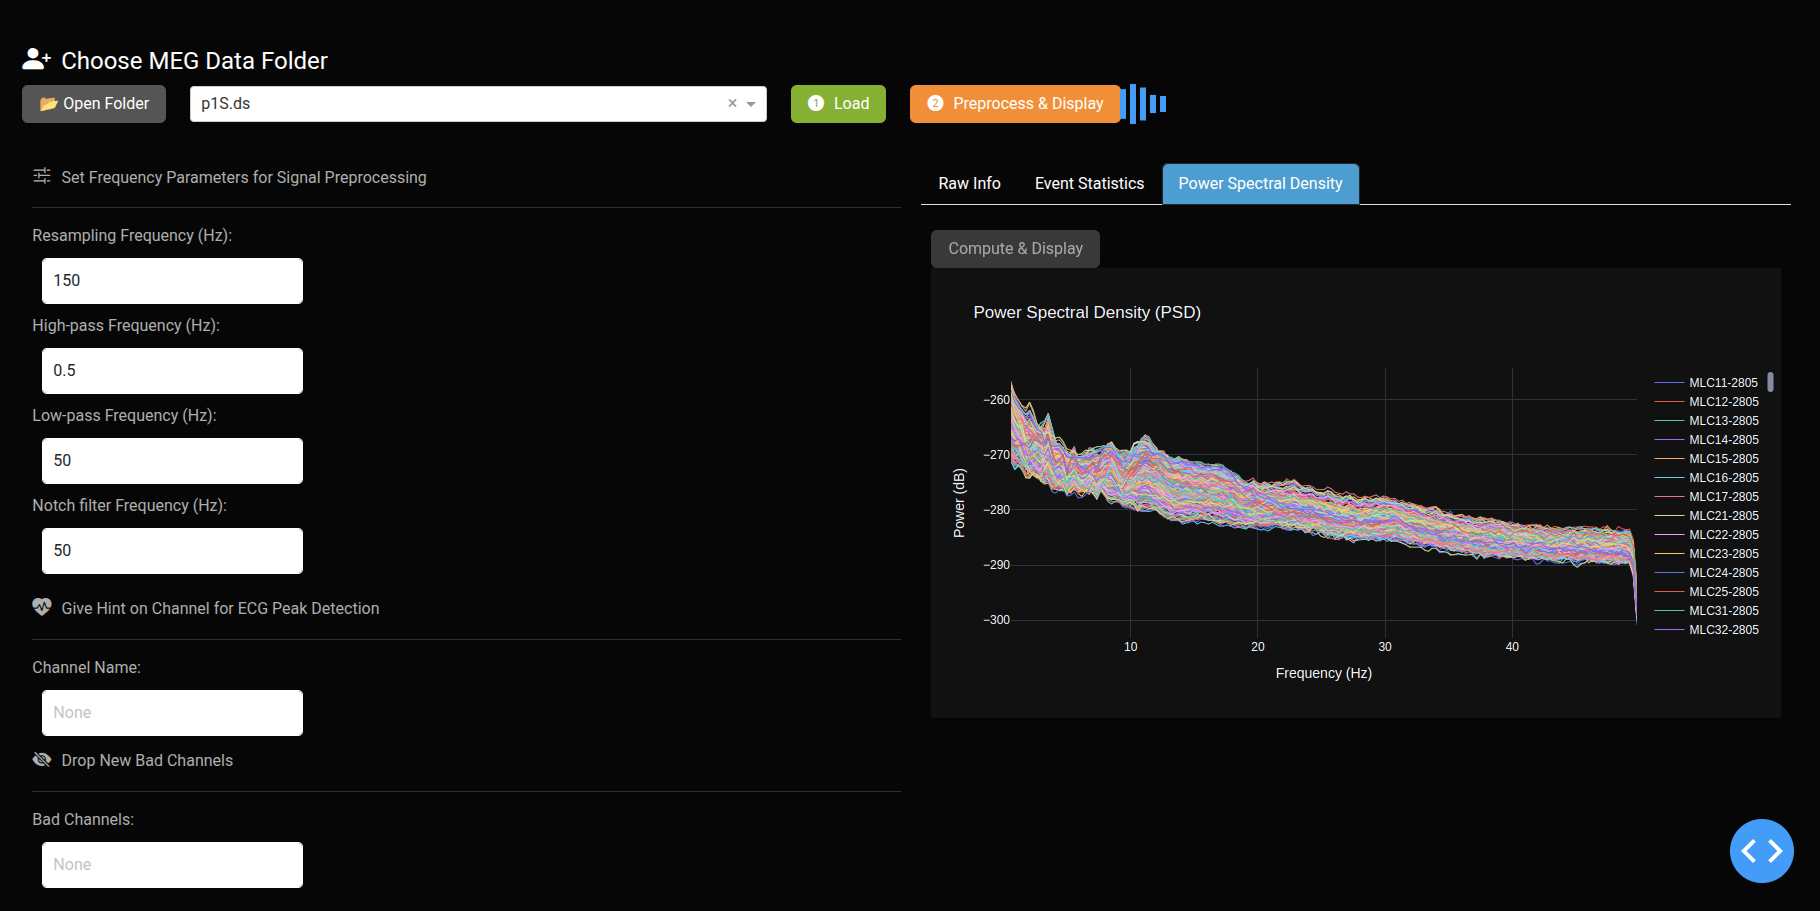 Choose MEG Data Folder
Open Folder
p1S.ds
× 
1 Load
2 Preprocess & Display
Set Frequency Parameters for Signal Preprocessing
Resampling Frequency (Hz):
150
High-pass Frequency (Hz):
0.5
Low-pass Frequency (Hz):
50
Notch filter Frequency (Hz):
50
Give Hint on Channel for ECG Peak Detection
Channel Name:
None
Drop New Bad Channels
Bad Channels:
None
Raw Info
Event Statistics
Power Spectral Density
Compute & Display
Power Spectral Density (PSD)
−260
−270
−280
−290
−300
Power (dB)
10
20
30
40
Frequency (Hz)
MLC11-2805
MLC12-2805
MLC13-2805
MLC14-2805
MLC15-2805
MLC16-2805
MLC17-2805
MLC21-2805
MLC22-2805
MLC23-2805
MLC24-2805
MLC25-2805
MLC31-2805
MLC32-2805